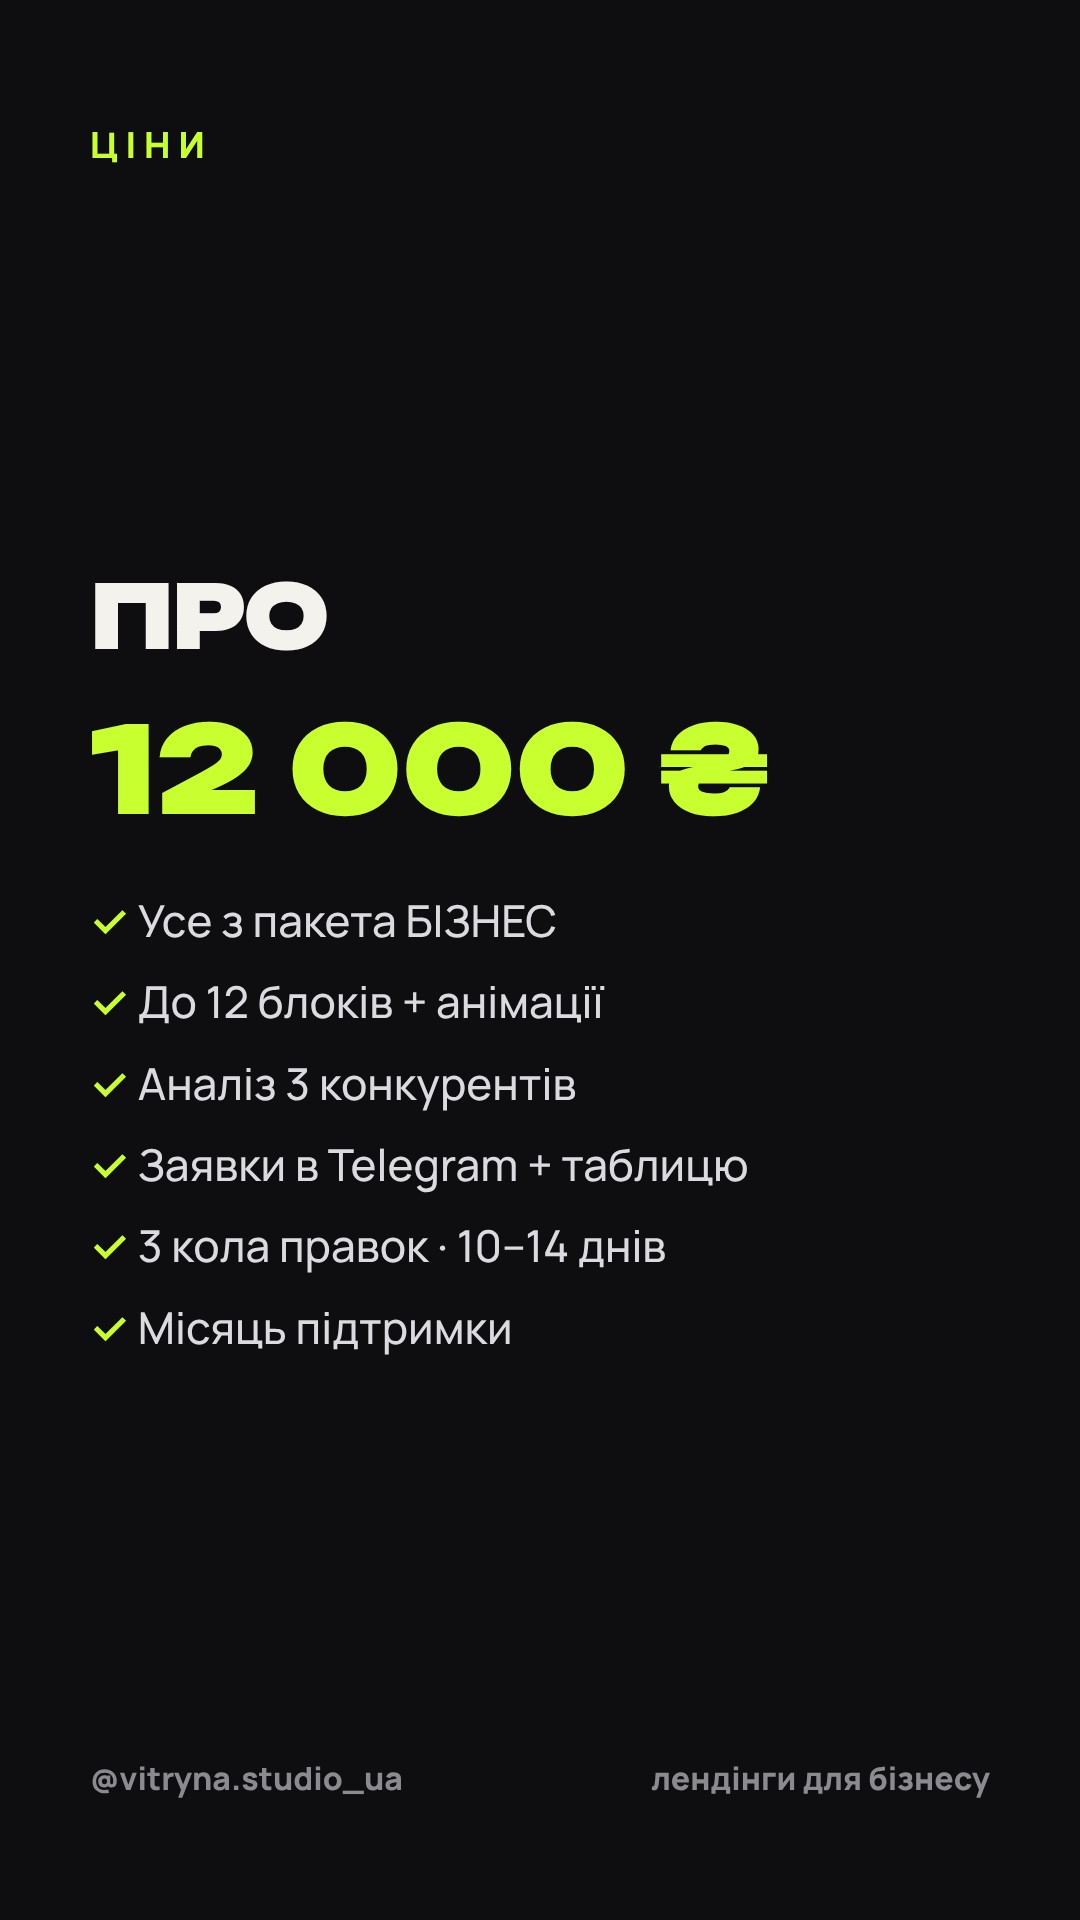 ЦІНИ
ПРО
12 000 ₴
✓ Усе з пакета БІЗНЕС
✓ До 12 блоків + анімації
✓ Аналіз 3 конкурентів
✓ Заявки в Telegram + таблицю
✓ 3 кола правок · 10–14 днів
✓ Місяць підтримки
@vitryna.studio_ua лендінги для бізнесу